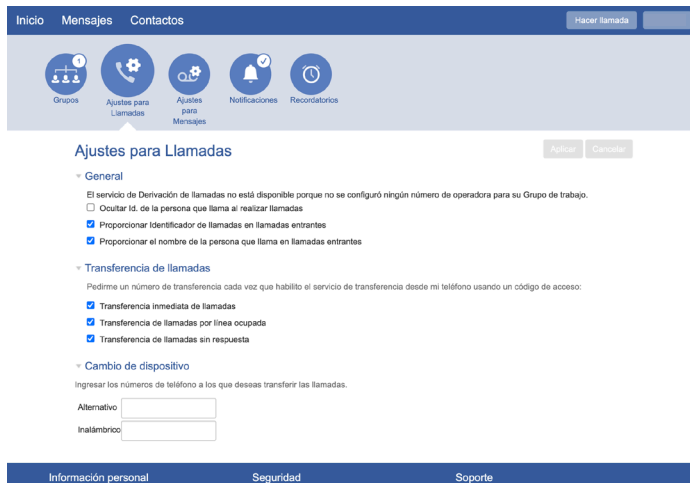 Inicio Mensajes Contactos Hacer llamada
1
Grupos
Ajustes para
Llamadas
Ajustes
para
Mensajes
Notificaciones
Recordatorios
Ajustes para Llamadas
Aplicar Cancelar
General
El servicio de Derivación de llamadas no está disponible porque no se configuró ningún número de operadora para su Grupo de trabajo.
Ocultar Id. de la persona que llama al realizar llamadas
Proporcionar Identificador de llamadas en llamadas entrantes
Proporcionar el nombre de la persona que llama en llamadas entrantes
Transferencia de llamadas
Pedirme un número de transferencia cada vez que habilito el servicio de transferencia desde mi teléfono usando un código de acceso:
Transferencia inmediata de llamadas
Transferencia de llamadas por línea ocupada
Transferencia de llamadas sin respuesta
Cambio de dispositivo
Ingresar los números de teléfono a los que deseas transferir las llamadas.
Alternativo
Inalámbrico
Información personal Seguridad Soporte